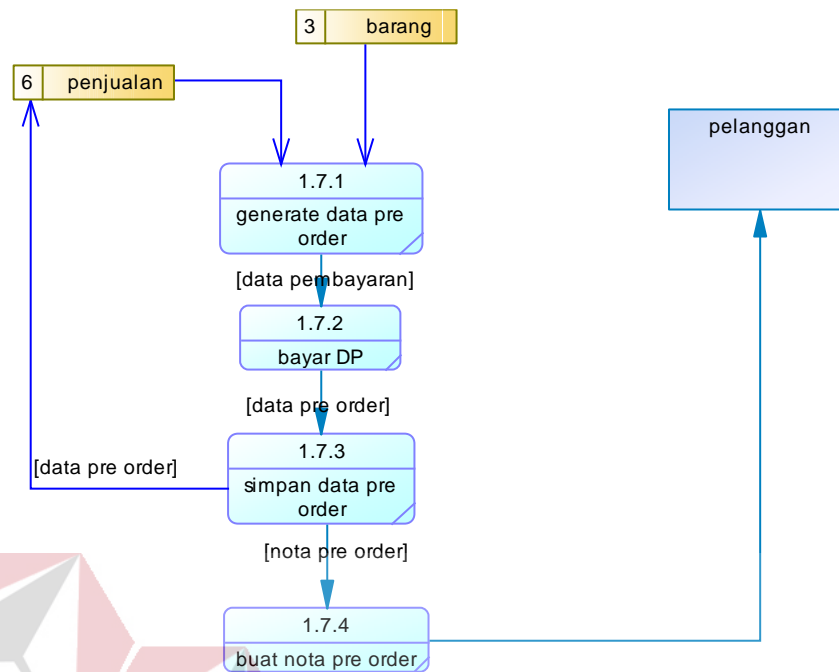 3 barang
6 penjualan
pelanggan
1.7.1
generate data pre
order
[data pembayaran]
1.7.2
bayar DP
[data pre order]
1.7.3
[data pre order]
simpan data pre
order
[nota pre order]
1.7.4
buat nota pre order